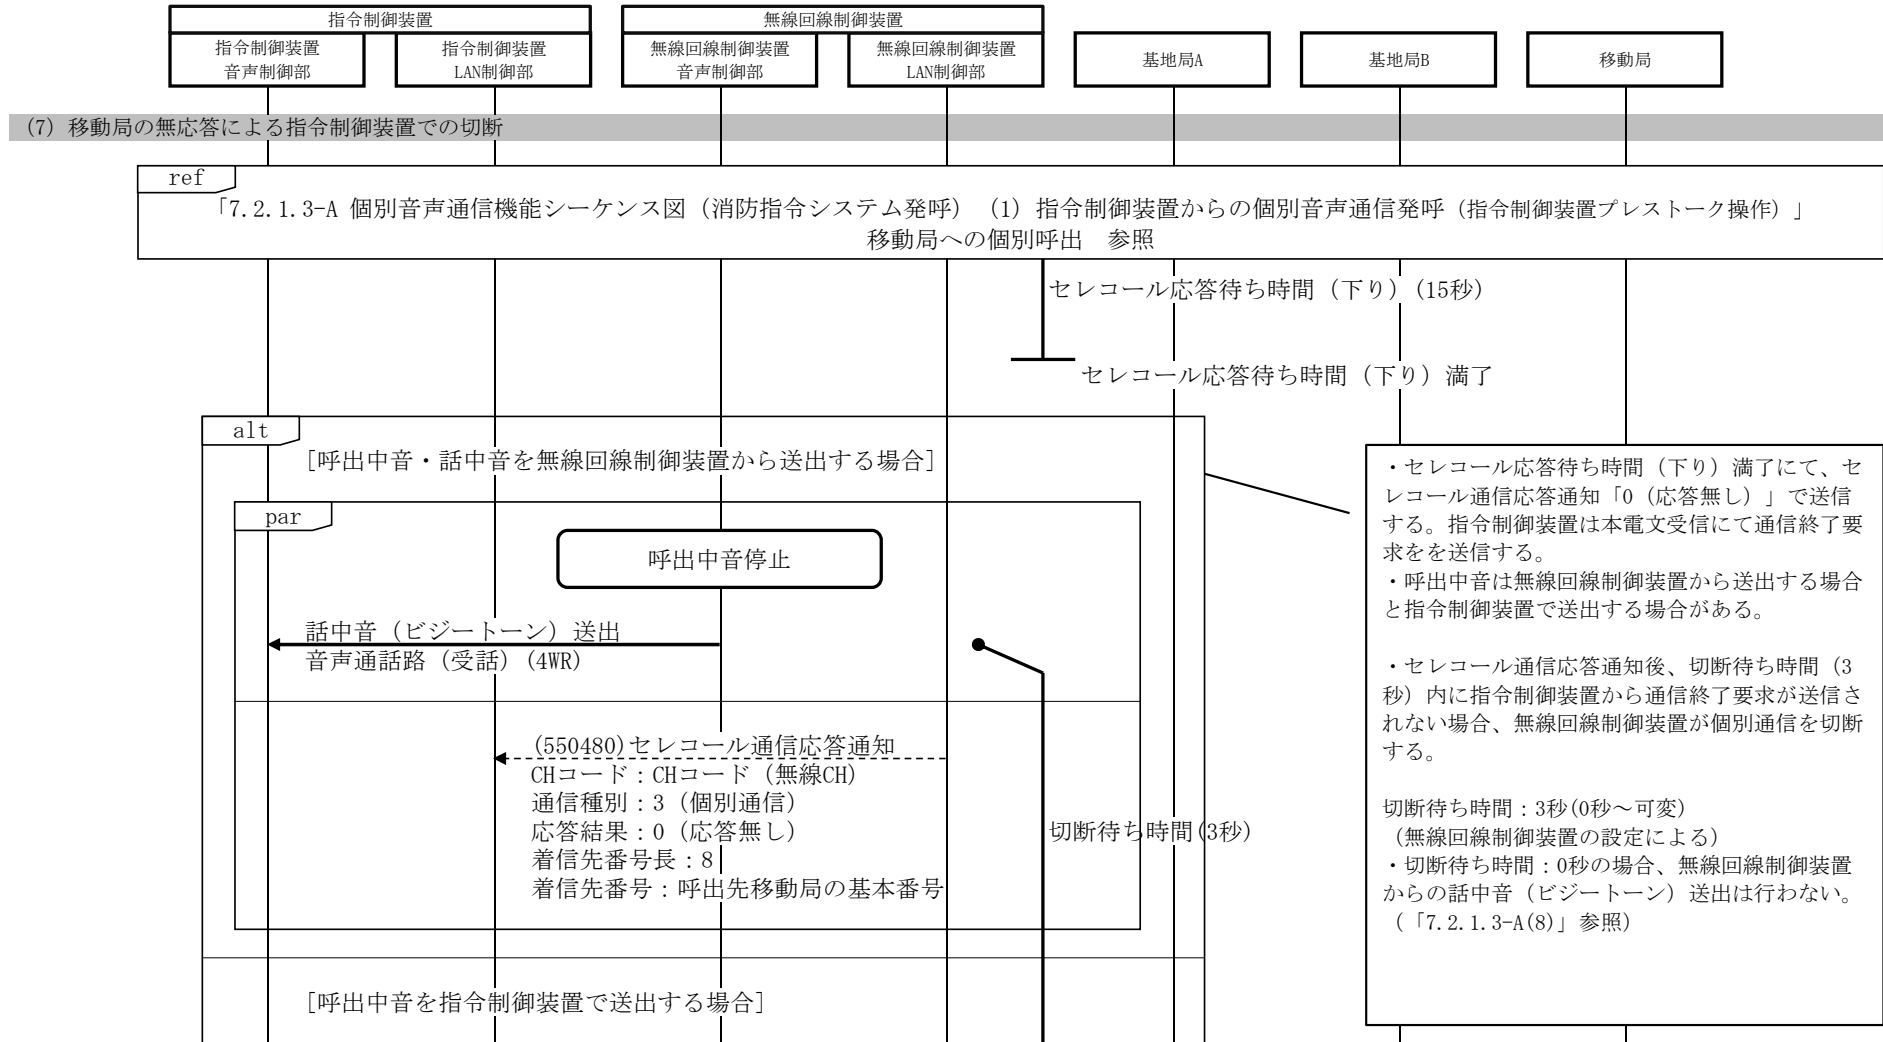 指令制御装置
無線回線制御装置
指令制御装置
音声制御部
指令制御装置
LAN制御部
無線回線制御装置
音声制御部
無線回線制御装置
LAN制御部
基地局A
基地局B
移動局
(7) 移動局の無応答による指令制御装置での切断
ref
「7.2.1.3-A 個別音声通信機能シーケンス図（消防指令システム発呼）（1）指令制御装置からの個別音声通信発呼（指令制御装置プレストーク操作）」
移動局への個別呼出　参照
セレコール応答待ち時間（下り）(15秒)
セレコール応答待ち時間（下り）満了
alt
[呼出中音・話中音を無線回線制御装置から送出する場合]
par
呼出中音停止
話中音（ビジートーン）送出
音声通話路（受話）(4WR)
(550480)セレコール通信応答通知
CHコード：CHコード（無線CH）
通信種別：3（個別通信）
応答結果：0（応答無し）
着信先番号長：8
着信先番号：呼出先移動局の基本番号
切断待ち時間(3秒)
[呼出中音を指令制御装置で送出する場合]
・セレコール応答待ち時間（下り）満了にて、セ
レコール通信応答通知「0（応答無し）」で送信
する。指令制御装置は本電文受信にて通信終了要
求をを送信する。
・呼出中音は無線回線制御装置から送出する場合
と指令制御装置で送出する場合がある。
・セレコール通信応答通知後、切断待ち時間（3
秒）内に指令制御装置から通信終了要求が送信さ
れない場合、無線回線制御装置が個別通信を切断
する。
切断待ち時間：3秒(0秒～可変)
（無線回線制御装置の設定による）
・切断待ち時間：0秒の場合、無線回線制御装置
からの話中音（ビジートーン）送出は行わない。
（「7.2.1.3-A(8)」参照）